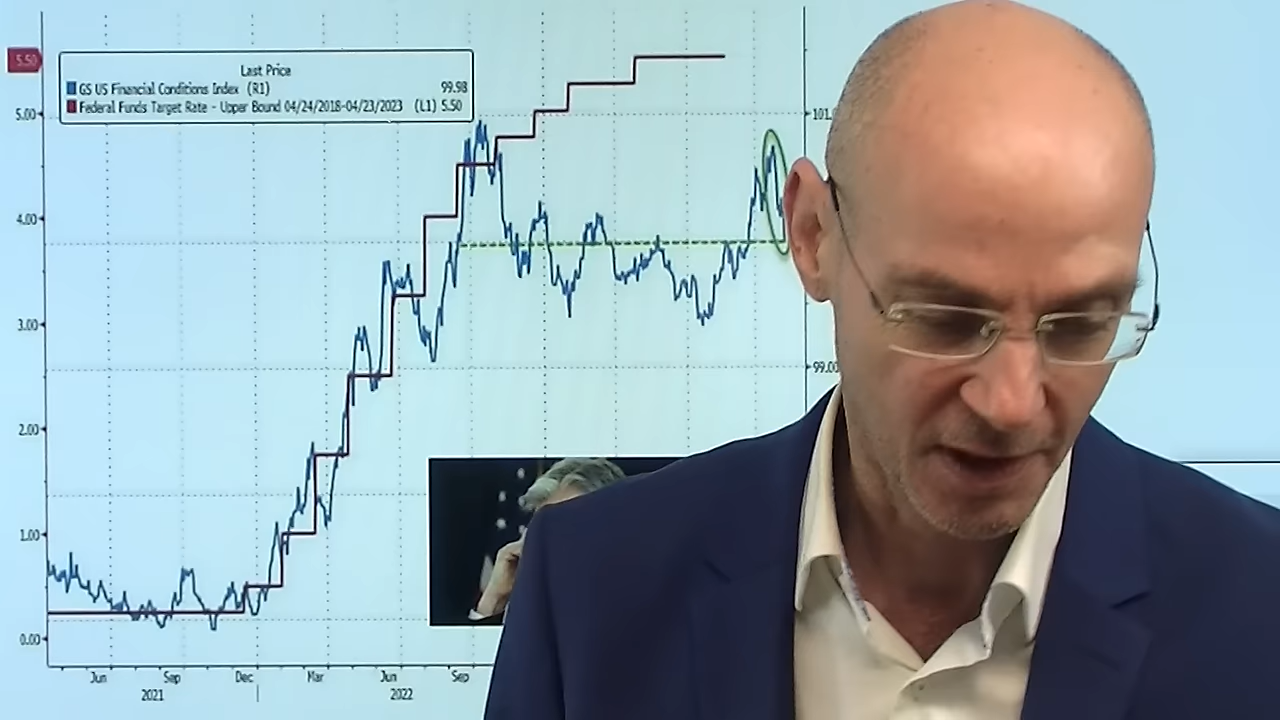 5.50
Last Price
GS US Financial Conditions Index (R1) 99.98
Federal Funds Target Rate - Upper Bound 04/24/2018-04/23/2023 (L1) 5.50
5.00
4.00
3.00
2.00
1.00
0.00
101.
99.00
Jun Sep Dec Mar Jun Sep
2021 2022